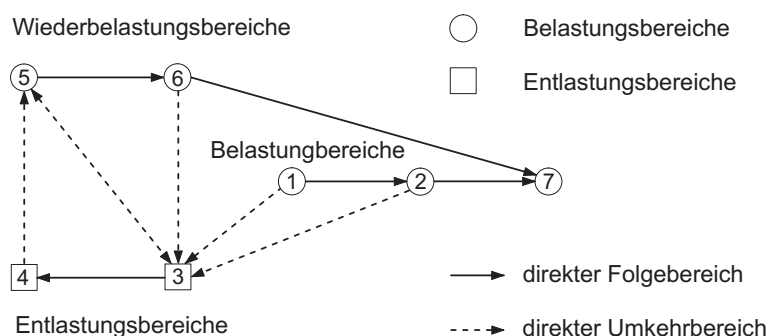 Wiederbelastungsbereiche
Belastungsbereiche
5
6
Entlastungsbereiche
Belastungbereiche
1
2
7
4
3
direkter Folgebereich
Entlastungsbereiche
direkter Umkehrbereich